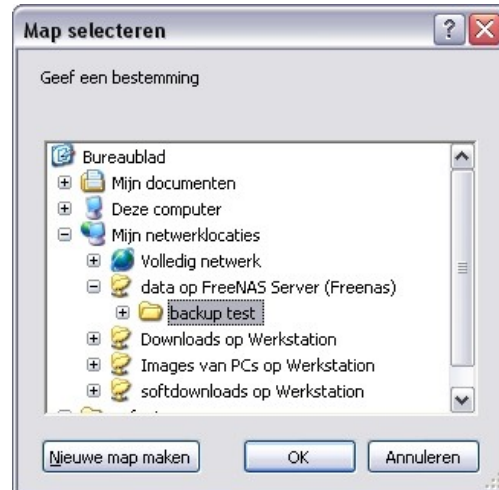 Map selecteren
Geef een bestemming
Bureaublad
Mijn documenten
Deze computer
Mijn netwerklocaties
Volledig netwerk
data op FreeNAS Server (Freenas)
backup test
Downloads op Werkstation
Images van PCs op Werkstation
softdownloads op Werkstation
Nieuwe map maken OK Annuleren